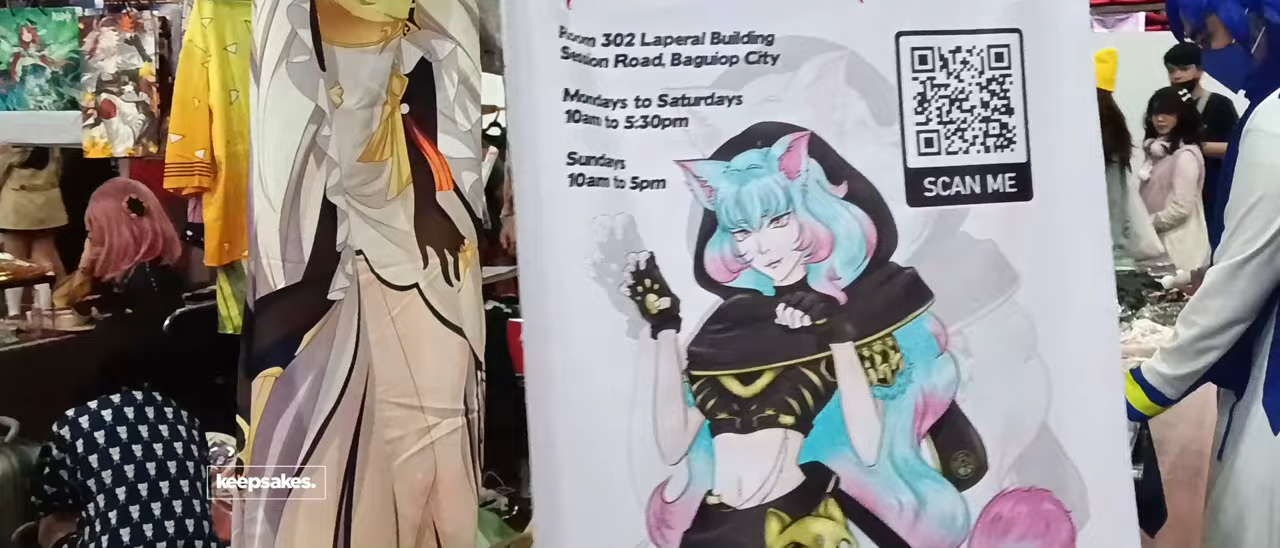 Room 302 Laperal Building
Session Road, Baguiop City
Mondays to Saturdays
10am to 5:30pm
Sundays
10am to 5pm
SCAN ME
keepsakes.